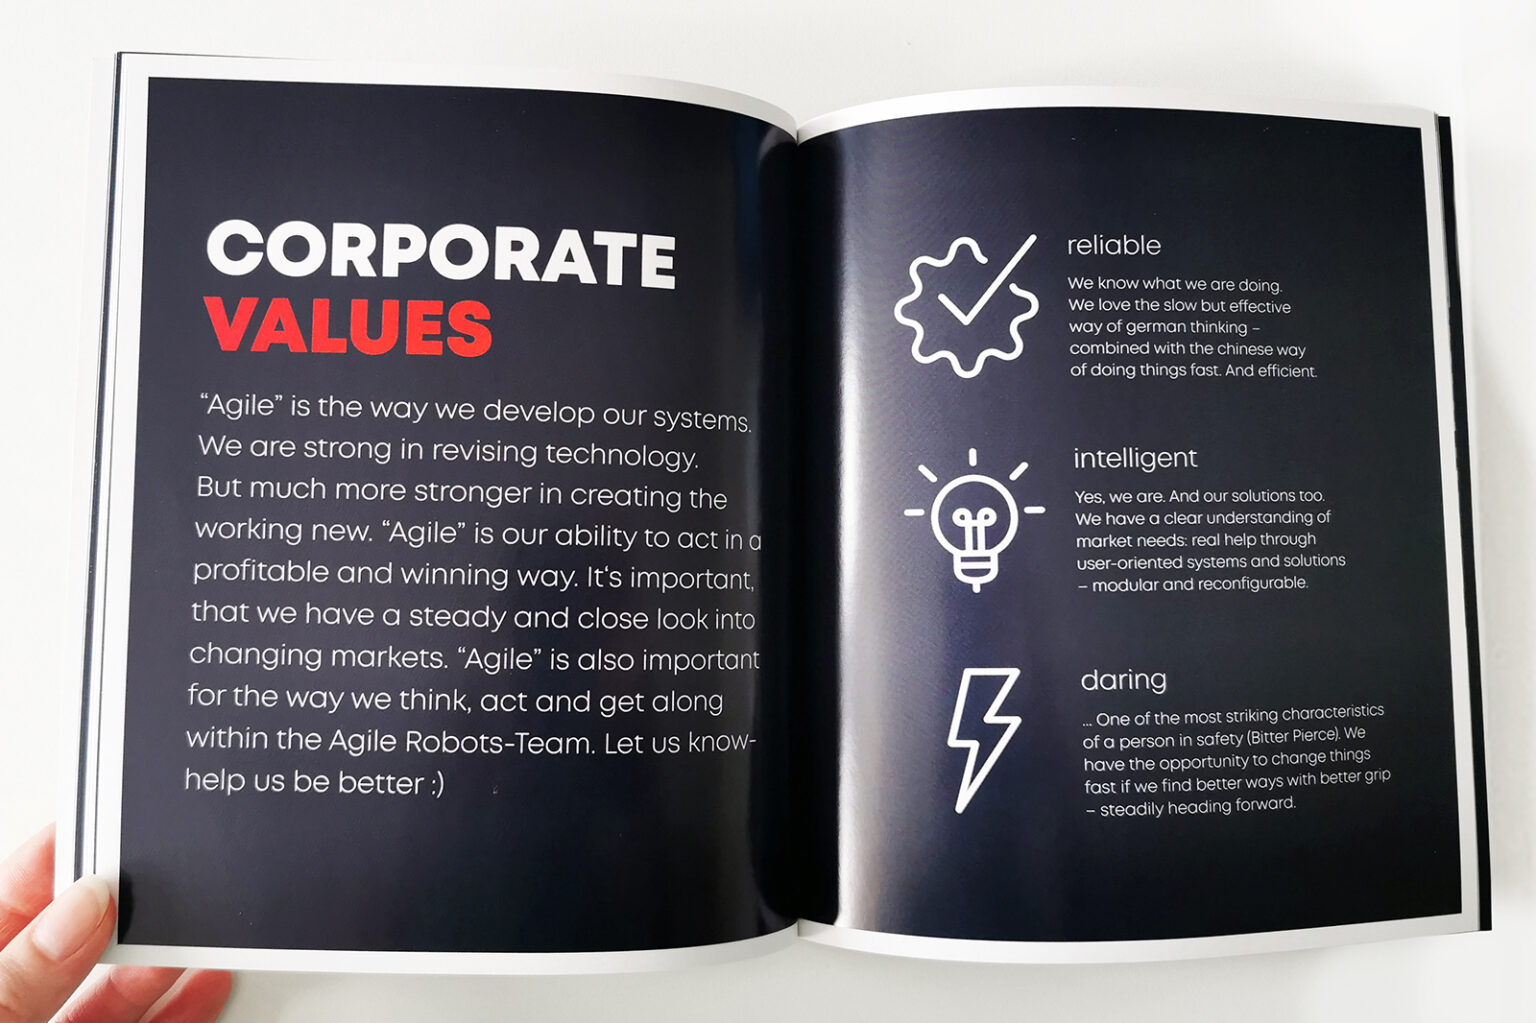 CORPORATE
VALUES
“Agile” is the way we develop our systems.
We are strong in revising technology.
But much more stronger in creating the
working new. “Agile” is our ability to act in a
profitable and winning way. It‘s important,
that we have a steady and close look into
changing markets. “Agile” is also important
for the way we think, act and get along
within the Agile Robots-Team. Let us know-
help us be better :)
reliable
We know what we are doing.
We love the slow but effective
way of german thinking –
combined with the chinese way
of doing things fast. And efficient.
intelligent
Yes, we are. And our solutions too.
We have a clear understanding of
market needs: real help through
user-oriented systems and solutions
– modular and reconfigurable.
daring
... One of the most striking characteristics
of a person in safety (Bitter Pierce). We
have the opportunity to change things
fast if we find better ways with better grip
– steadily heading forward.